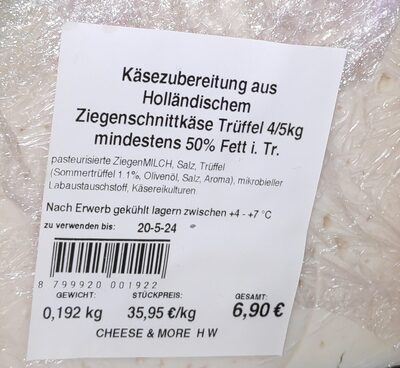 Käsezubereitung aus
Holländischem
Ziegenschnittkäse Trüffel 4/5kg
mindestens 50% Fett i. Tr.
pasteurisierte ZiegenMILCH, Salz, Trüffel
(Sommertrüffel 1.1%, Olivenöl, Salz, Aroma), mikrobieller
Labaustauschstoff, Käsereikulturen
Nach Erwerb gekühlt lagern zwischen +4 - +7 °C
zu verwenden bis: 20-5-24
8 799920 001922
GEWICHT: STÜCKPREIS: GESAMT:
0,192 kg 35,95 €/kg 6,90 €
CHEESE & MORE H W